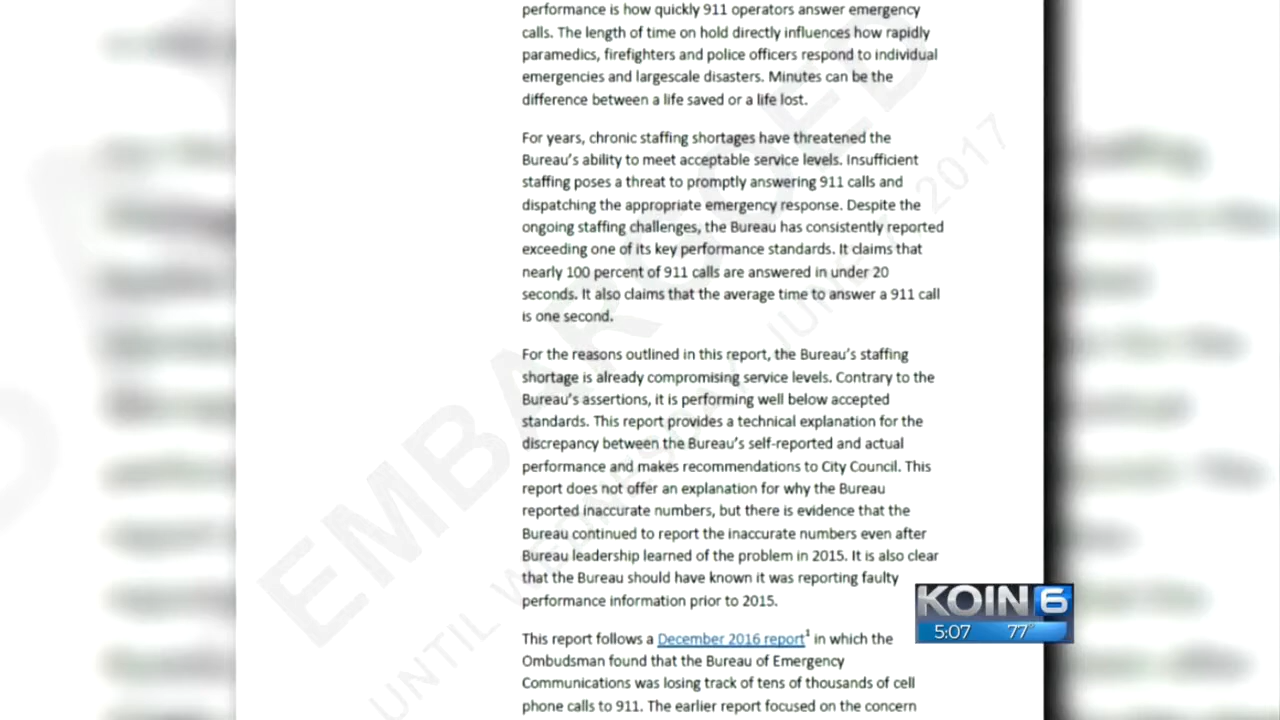 performance is how quickly 911 operators answer emergency
calls. The length of time on hold directly influences how rapidly
paramedics, firefighters and police officers respond to individual
emergencies and largescale disasters. Minutes can be the
difference between a life saved or a life lost.
For years, chronic staffing shortages have threatened the
Bureau's ability to meet acceptable service levels. Insufficient
staffing poses a threat to promptly answering 911 calls and
dispatching the appropriate emergency response. Despite the
ongoing staffing challenges, the Bureau has consistently reported
exceeding one of its key performance standards. It claims that
nearly 100 percent of 911 calls are answered in under 20
seconds. It also claims that the average time to answer a 911 call
is one second.
For the reasons outlined in this report, the Bureau's staffing
shortage is already compromising service levels. Contrary to the
Bureau's assertions, it is performing well below accepted
standards. This report provides a technical explanation for the
discrepancy between the Bureau's self-reported and actual
performance and makes recommendations to City Council. This
report does not offer an explanation for why the Bureau
reported inaccurate numbers, but there is evidence that the
Bureau continued to report the inaccurate numbers even after
Bureau leadership learned of the problem in 2015. It is also clear
that the Bureau should have known it was reporting faulty
performance information prior to 2015.
This report follows a December 2016 report¹ in which the
Ombudsman found that the Bureau of Emergency
Communications was losing track of tens of thousands of cell
phone calls to 911. The earlier report focused on the concern
EMBARGOED
UNTIL WEDNESDAY, JUNE 7, 2017
KOIN 6
5:07 77°